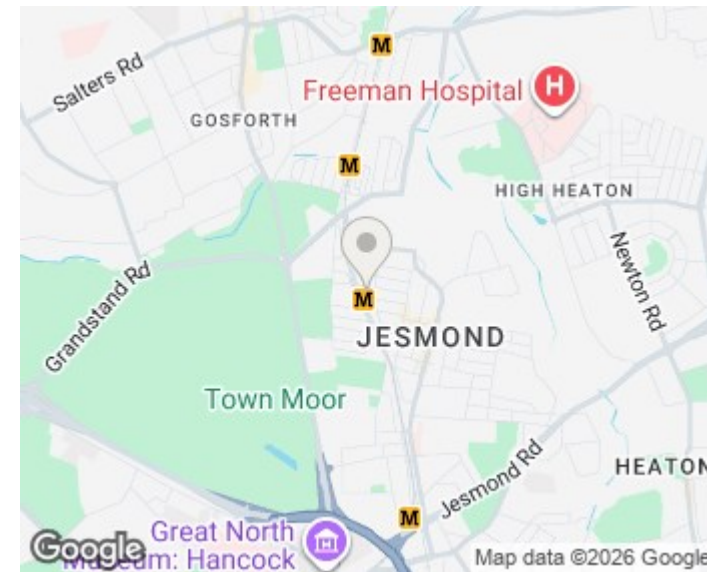 M
Salters Rd
Freeman Hospital
H
GOSFORTH
M
HIGH HEATON
Newton Rd
Grandstand Rd
M
JESMOND
Town Moor
Jesmond Rd
HEATON
M
Great North
Museum: Hancock
Google
Map data ©2026 Google